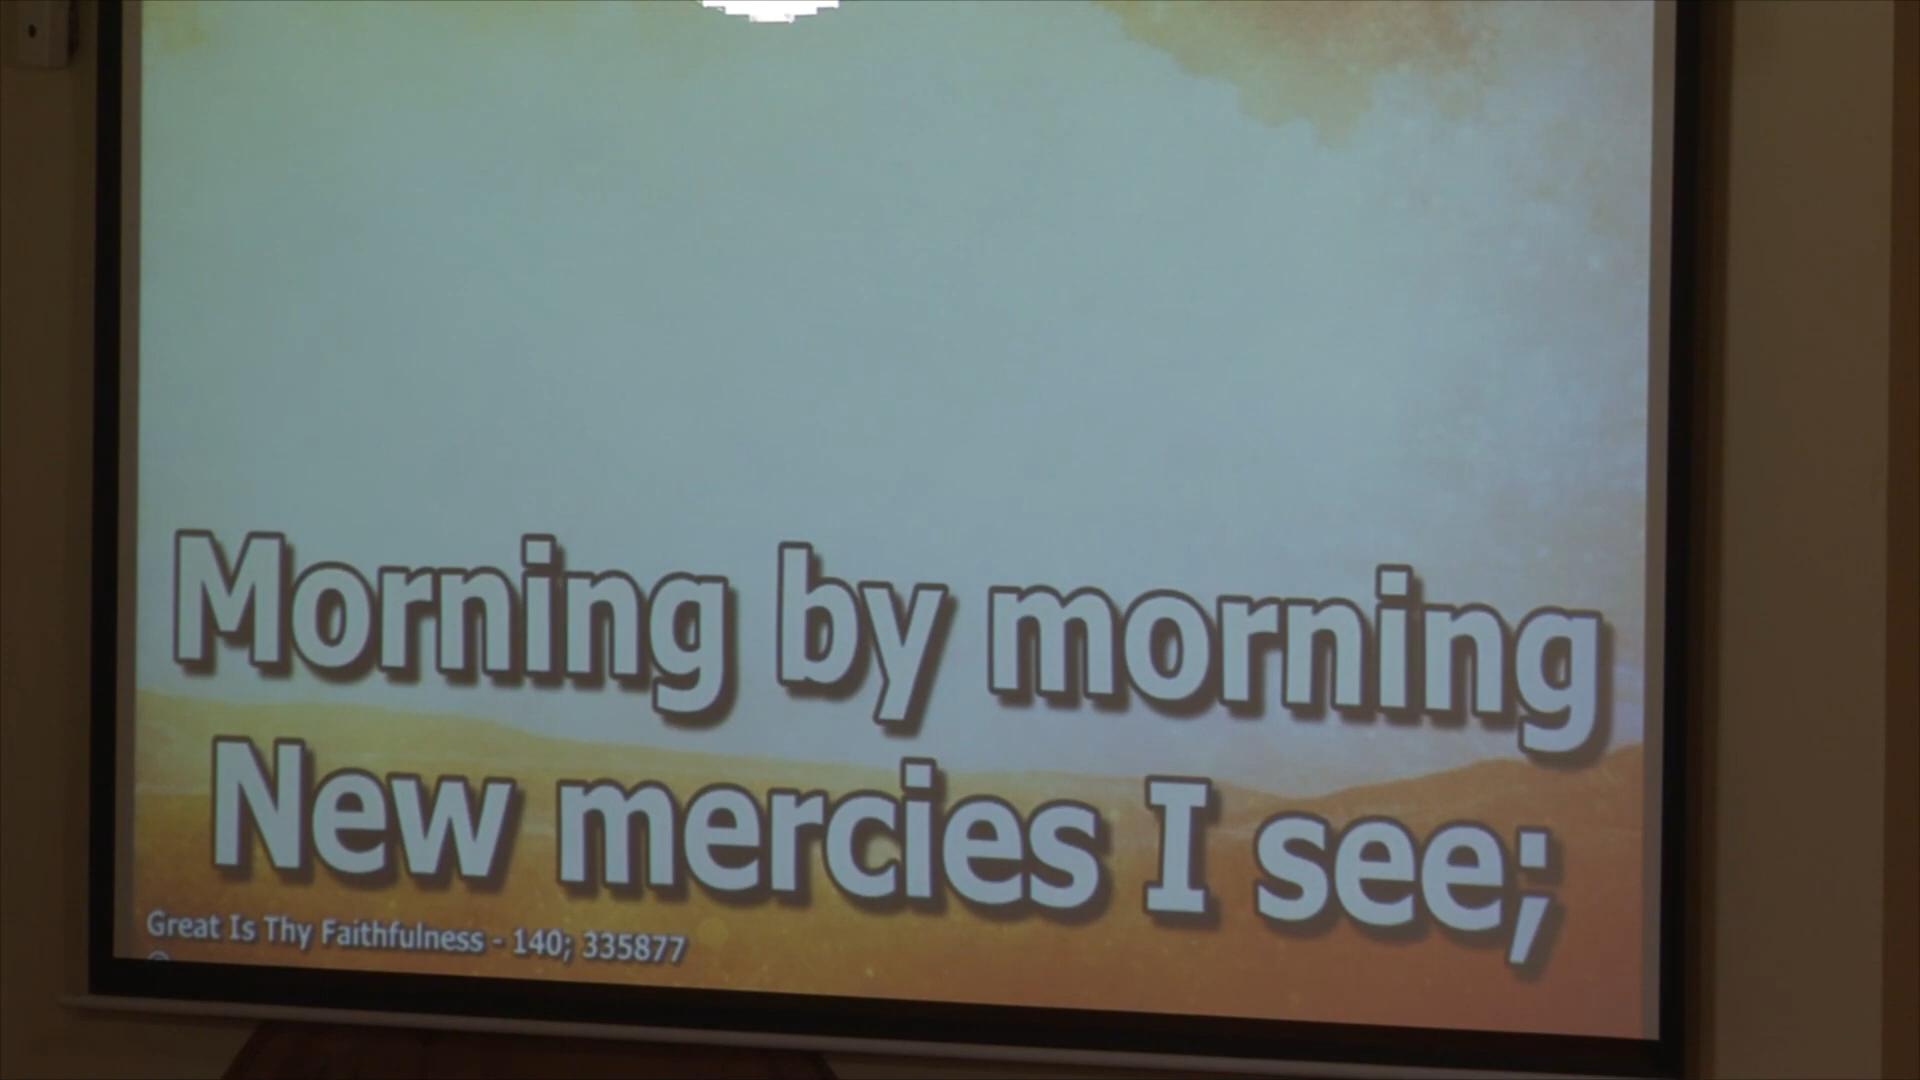 Morning by morning
New mercies I see;
Great Is Thy Faithfulness - 140; 335877